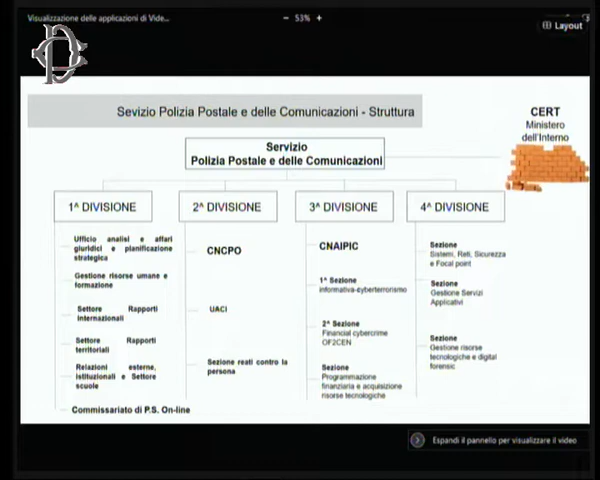 Visualizzazione delle applicazioni di Vide...
− 53% +
Layout
Sevizio Polizia Postale e delle Comunicazioni - Struttura
CERT
Ministero
dell'Interno
Servizio
Polizia Postale e delle Comunicazioni
1^ DIVISIONE
2^ DIVISIONE
3^ DIVISIONE
4^ DIVISIONE
Ufficio analisi e affari
giuridici e pianificazione
strategica
Gestione risorse umane e
formazione
Settore Rapporti
internazionali
Settore Rapporti
territoriali
Relazioni esterne,
istituzionali e Settore
scuole
Commissariato di P.S. On-line
CNCPO
UACI
Sezione reati contro la
persona
CNAIPIC
1^ Sezione
Informativa-cyberterrorismo
2^ Sezione
Financial cybercrime
OF2CEN
Sezione
Programmazione
finanziaria e acquisizione
risorse tecnologiche
Sezione
Sistemi, Reti, Sicurezza
e Focal point
Sezione
Gestione Servizi
Applicativi
Sezione
Gestione risorse
tecnologiche e digital
forensic
Espandi il pannello per visualizzare il video